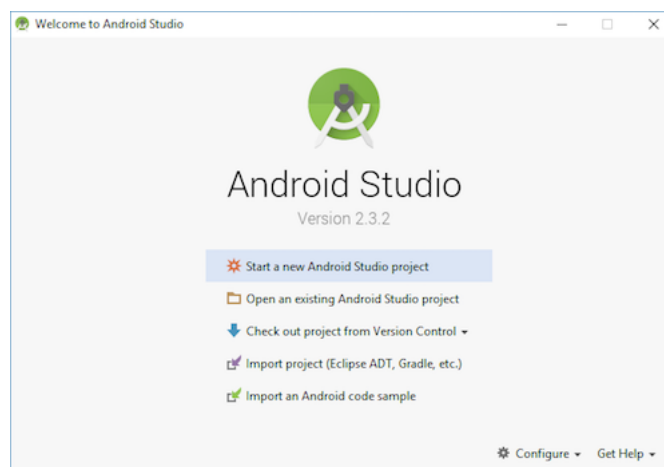 Welcome to Android Studio
Android Studio
Version 2.3.2
Start a new Android Studio project
Open an existing Android Studio project
Check out project from Version Control
Import project (Eclipse ADT, Gradle, etc.)
Import an Android code sample
Configure Get Help